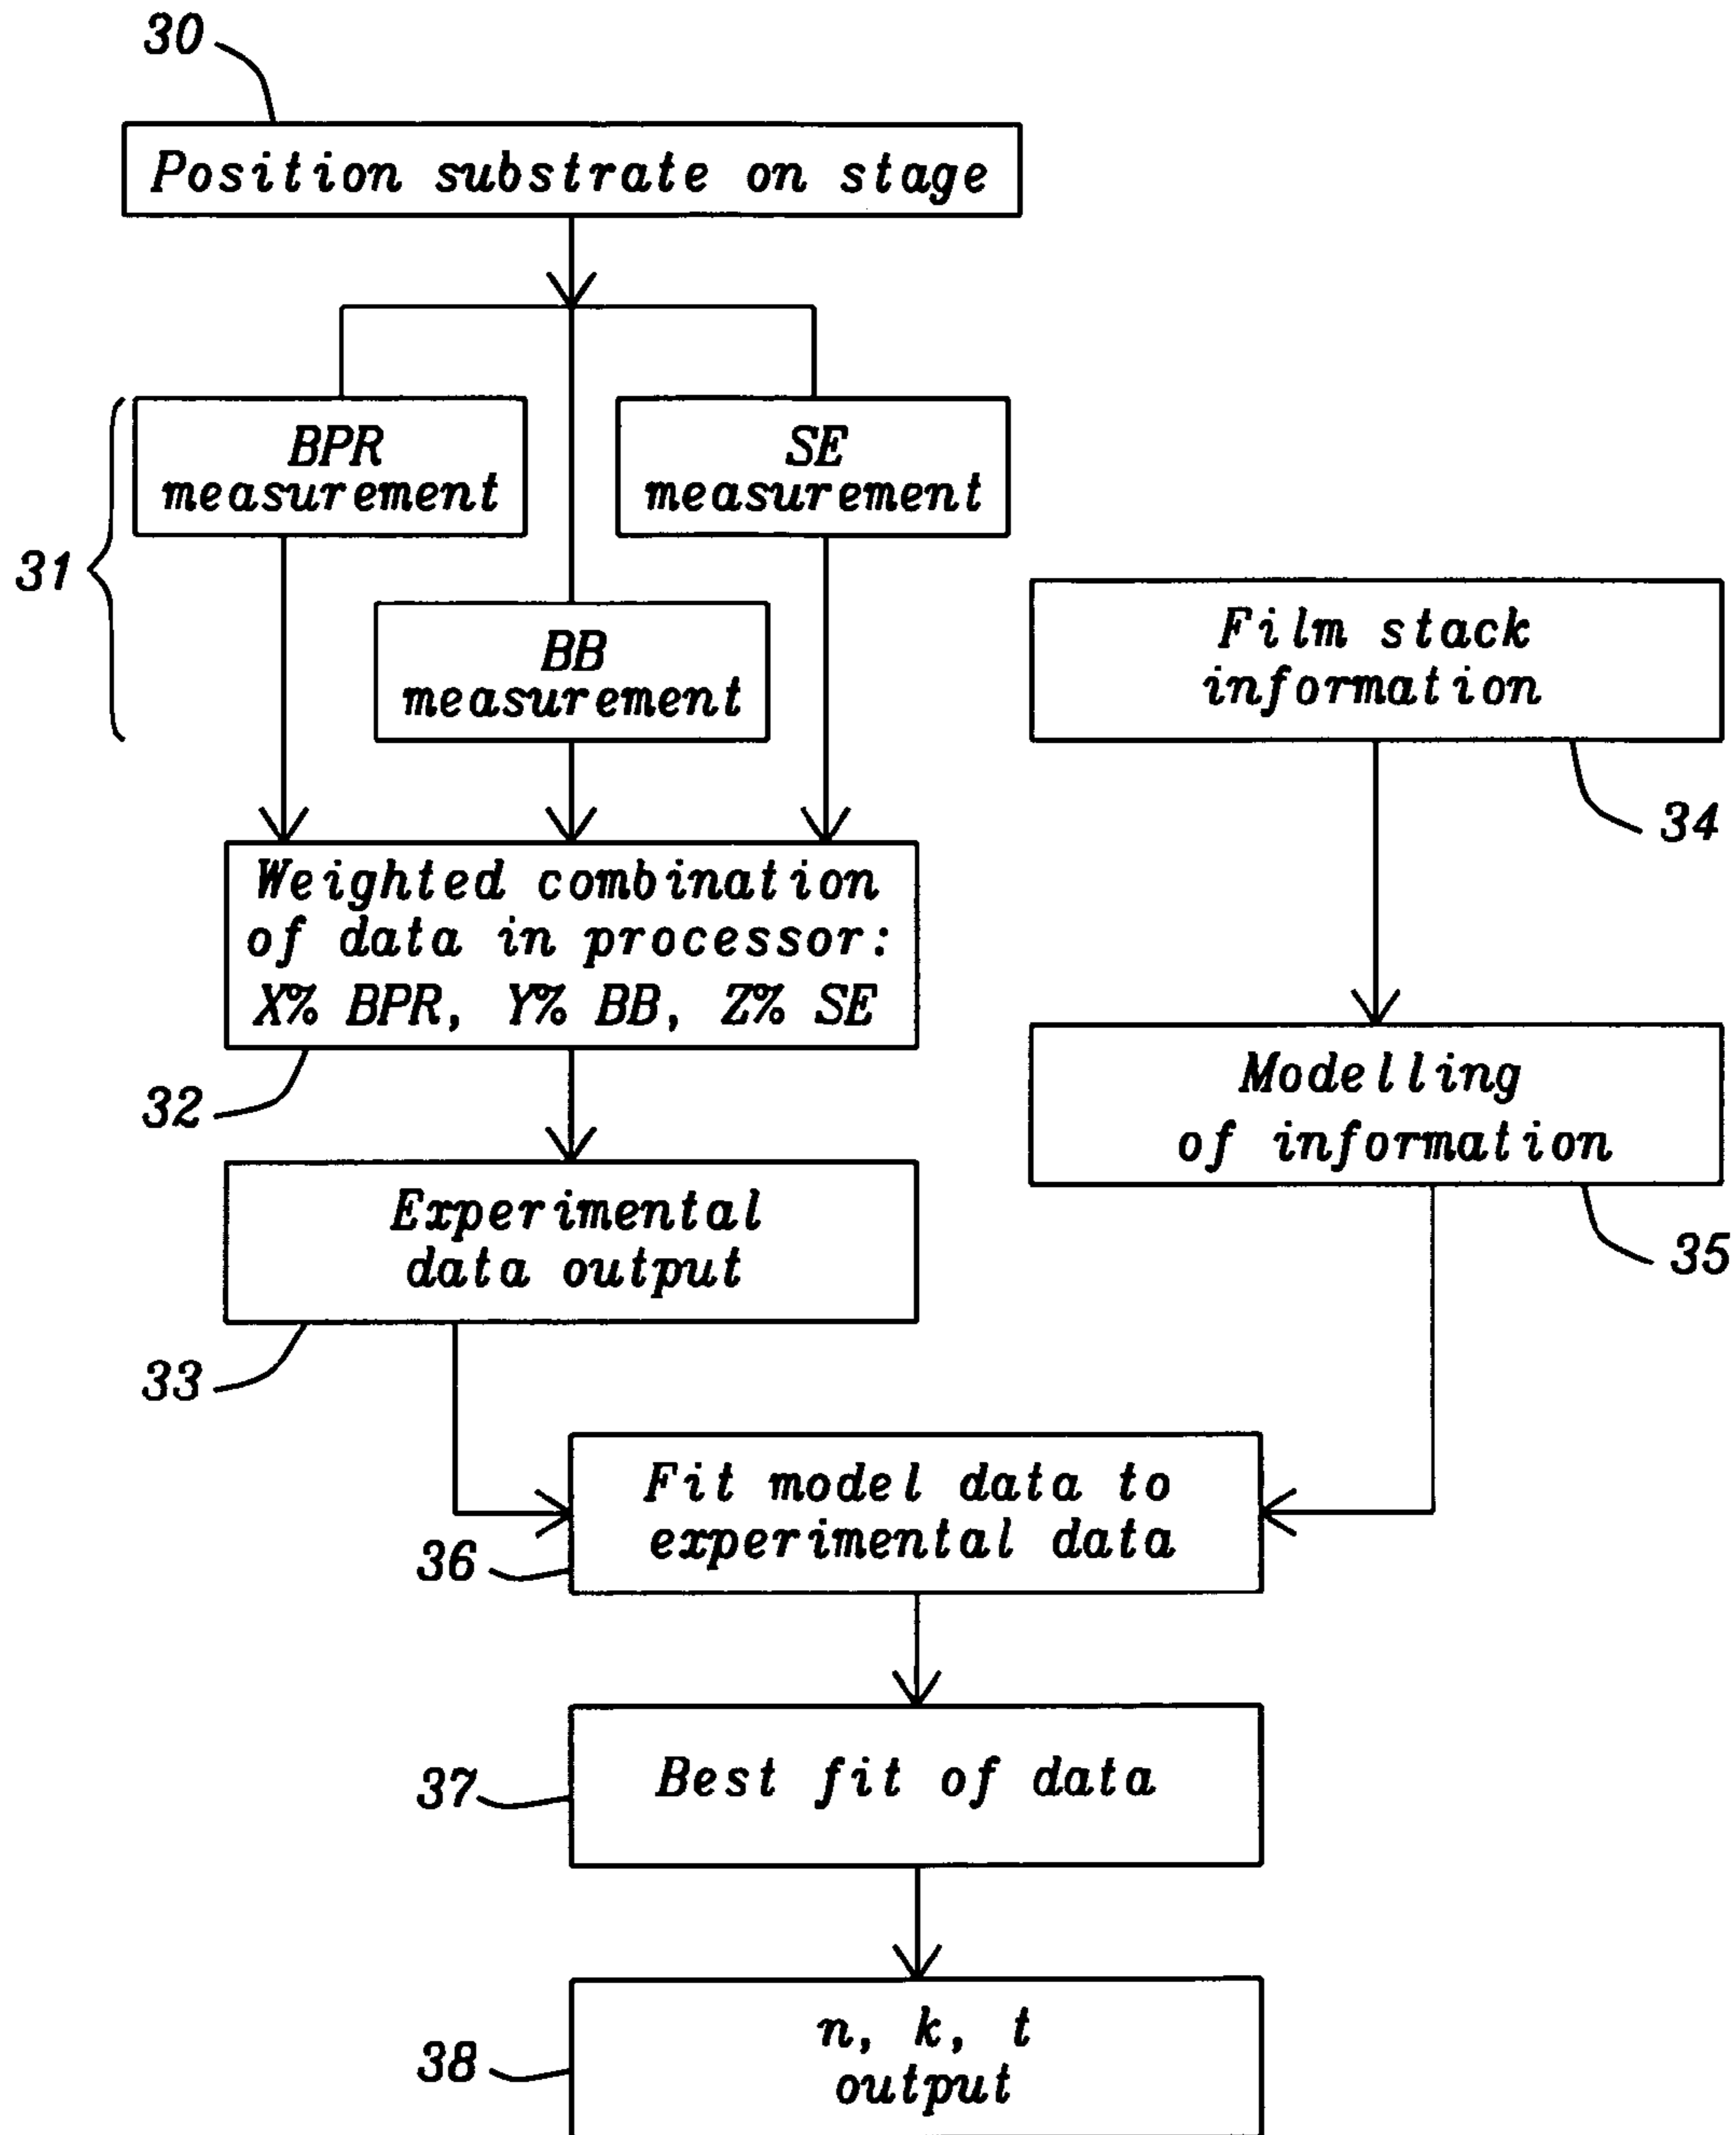 30
Position substrate on stage
BPR
measurement
SE
measurement
31
BB
measurement
Film stack
information
34
Weighted combination
of data in processor:
X% BPR, Y% BB, Z% SE
32
Modelling
of information
35
Experimental
data output
33
Fit model data to
experimental data
36
Best fit of data
37
n, k, t
output
38